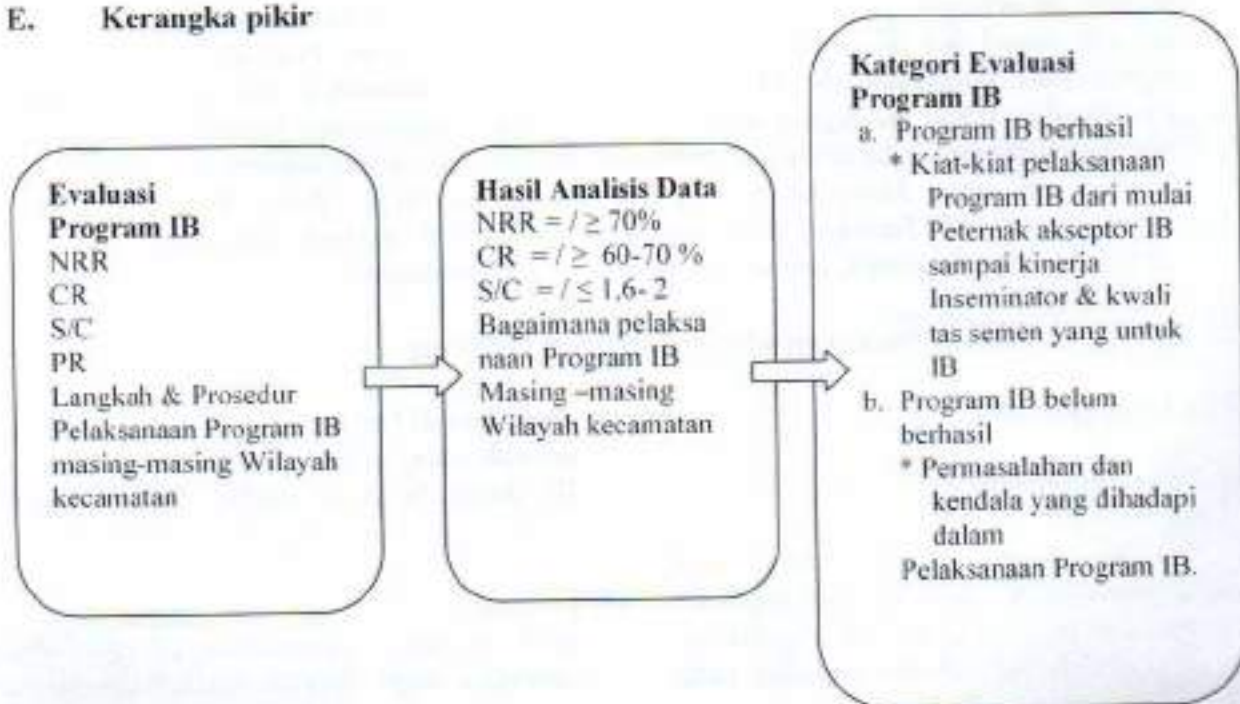 E. Kerangka pikir
Evaluasi
Program IB
NRR
CR
S/C
PR
Langkah & Prosedur
Pelaksanaan Program IB
masing-masing Wilayah
kecamatan
Hasil Analisis Data
NRR = / ≥ 70%
CR = / ≥ 60-70 %
S/C = / ≤ 1,6- 2
Bagaimana pelaksa
naan Program IB
Masing –masing
Wilayah kecamatan
Kategori Evaluasi
Program IB
a. Program IB berhasil
* Kiat-kiat pelaksanaan
Program IB dari mulai
Peternak akseptor IB
sampai kinerja
Inseminator & kwali
tas semen yang untuk
IB
b. Program IB belum
berhasil
* Permasalahan dan
kendala yang dihadapi
dalam
Pelaksanaan Program IB.